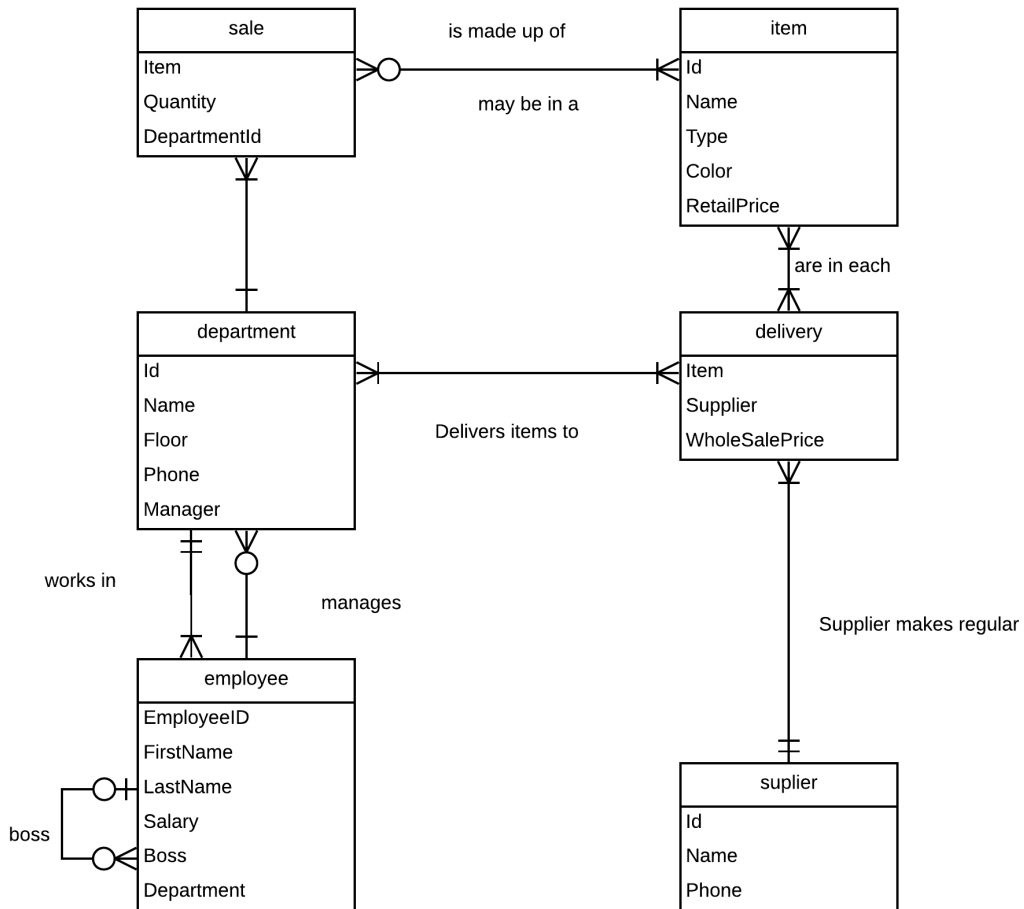 sale
Item
Quantity
DepartmentId
is made up of
may be in a
item
Id
Name
Type
Color
RetailPrice
are in each
department
Id
Name
Floor
Phone
Manager
Delivers items to
delivery
Item
Supplier
WholeSalePrice
works in
manages
Supplier makes regular
employee
EmployeeID
FirstName
LastName
Salary
Boss
Department
boss
suplier
Id
Name
Phone